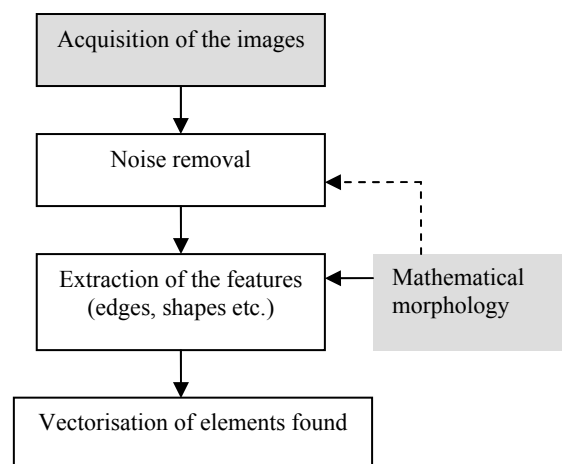 Acquisition of the images
Noise removal
Extraction of the features
(edges, shapes etc.)
Mathematical
morphology
Vectorisation of elements found